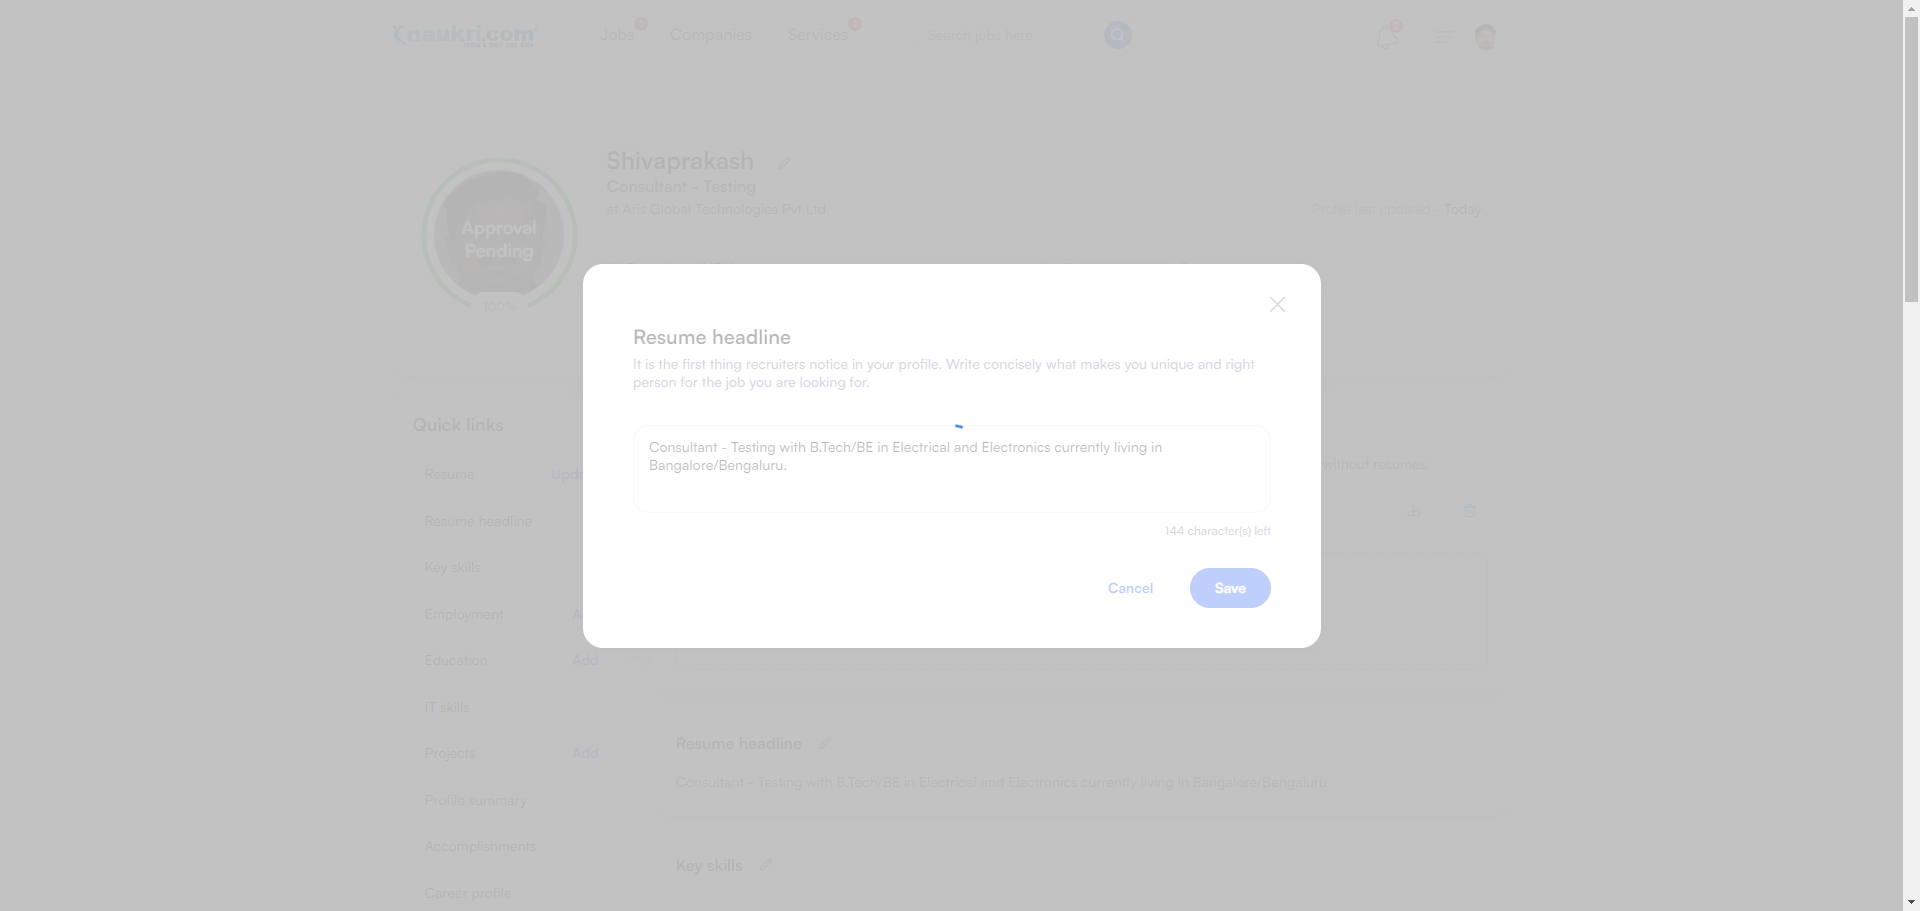 naukri.com
Jobs
Companies
Services
Search jobs here
2
Shivaprakash
Consultant - Testing
at Aris Global Technologies Pvt Ltd
Profile last updated - Today
Approval
Pending
100%
Resume headline
It is the first thing recruiters notice in your profile. Write concisely what makes you unique and right
person for the job you are looking for.
Consultant - Testing with B.Tech/BE in Electrical and Electronics currently living in
Bangalore/Bengaluru.
144 character(s) left
Cancel
Save
without resumes.
Quick links
Resume
Resume headline
Key skills
Employment
Education Add
IT skills
Projects Add
Profile summary
Accomplishments
Career profile
Resume headline
Consultant - Testing with B.Tech/BE in Electrical and Electronics currently living in Bangalore/Bengaluru.
Key skills